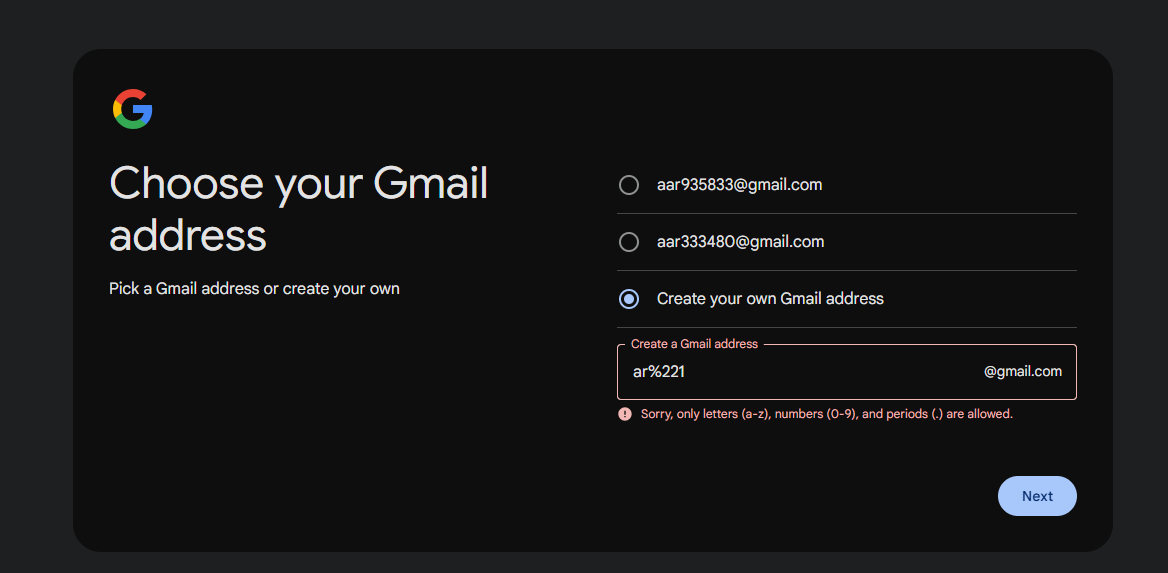 Choose your Gmail
address
Pick a Gmail address or create your own
aar935833@gmail.com
aar333480@gmail.com
Create your own Gmail address
Create a Gmail address
ar%221 @gmail.com
Sorry, only letters (a-z), numbers (0-9), and periods (.) are allowed.
Next